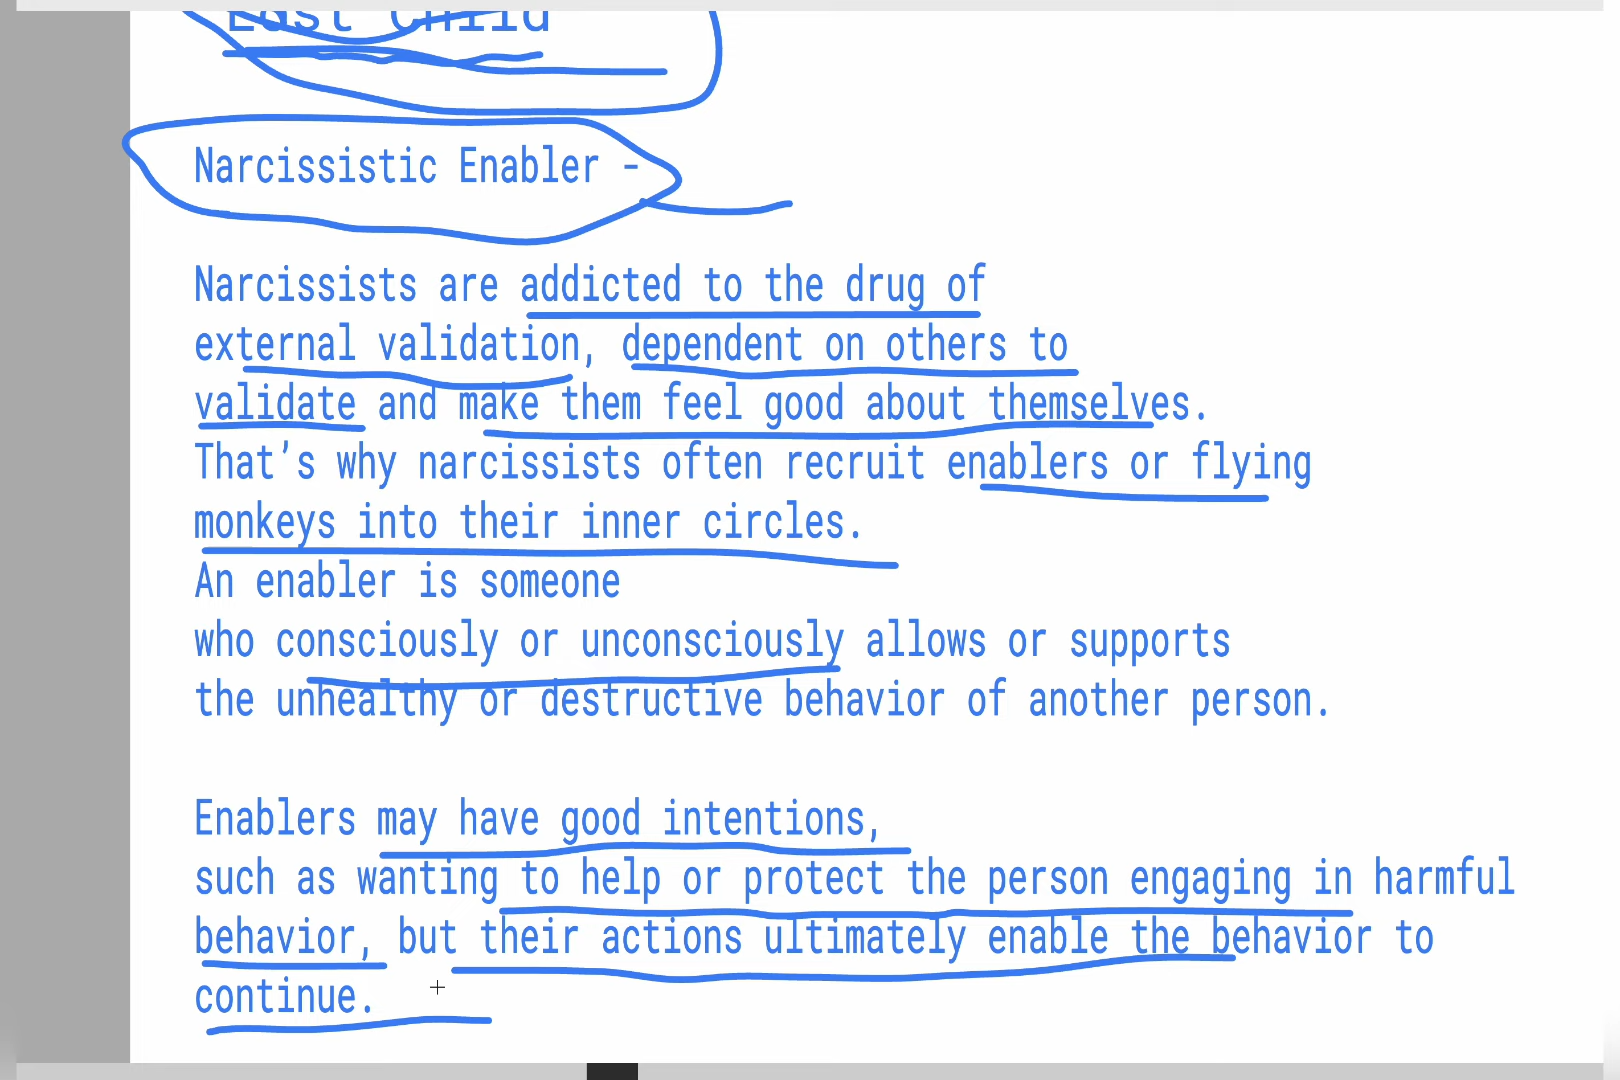 Lost Child
Narcissistic Enabler -
Narcissists are addicted to the drug of
external validation, dependent on others to
validate and make them feel good about themselves.
That’s why narcissists often recruit enablers or flying
monkeys into their inner circles.
An enabler is someone
who consciously or unconsciously allows or supports
the unhealthy or destructive behavior of another person.
Enablers may have good intentions,
such as wanting to help or protect the person engaging in harmful
behavior, but their actions ultimately enable the behavior to
continue.